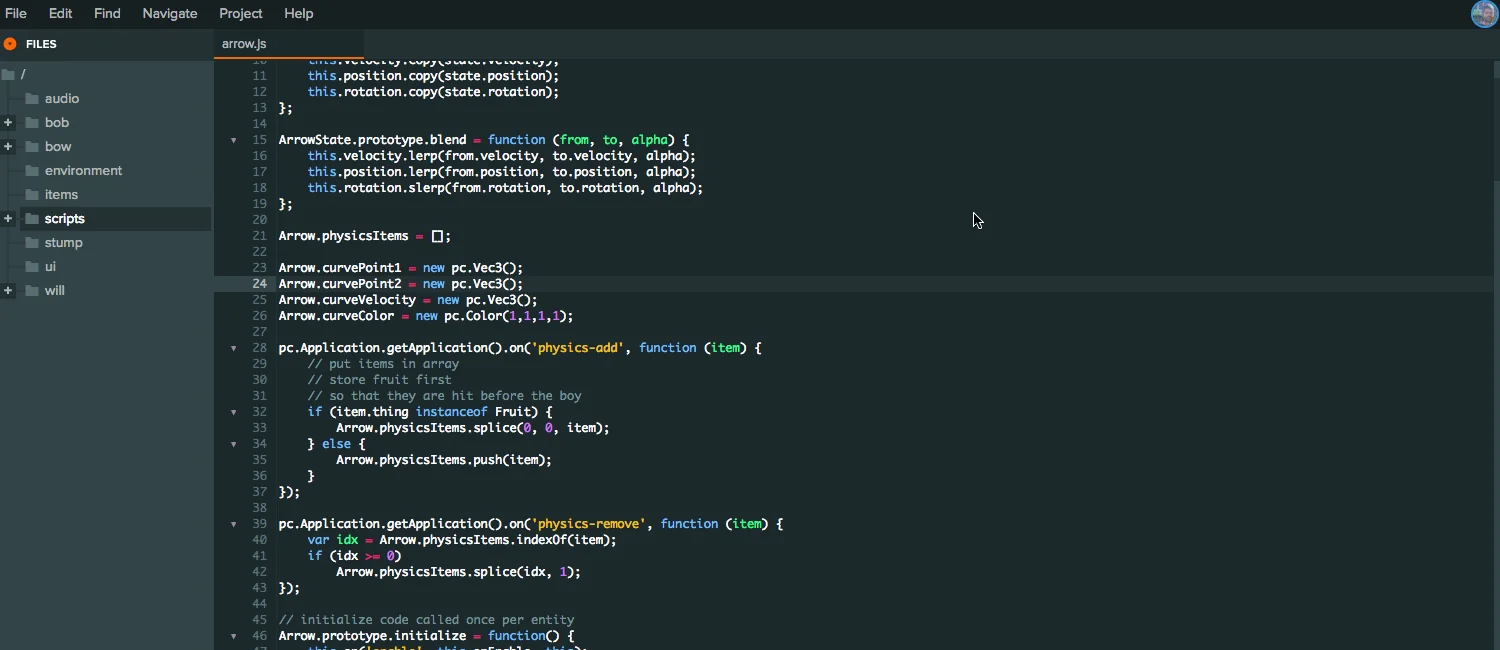 File Edit Find Navigate Project Help
FILES
arrow.js
/
audio
bob
bow
environment
items
scripts
stump
ui
will
10 this.velocity.copy(state.velocity);
11 this.position.copy(state.position);
12 this.rotation.copy(state.rotation);
13 };
14
15 ArrowState.prototype.blend = function (from, to, alpha) {
16 this.velocity.lerp(from.velocity, to.velocity, alpha);
17 this.position.lerp(from.position, to.position, alpha);
18 this.rotation.slerp(from.rotation, to.rotation, alpha);
19 };
20
21 Arrow.physicsItems = [];
22
23 Arrow.curvePoint1 = new pc.Vec3();
24 Arrow.curvePoint2 = new pc.Vec3();
25 Arrow.curveVelocity = new pc.Vec3();
26 Arrow.curveColor = new pc.Color(1,1,1,1);
27
28 pc.Application.getApplication().on('physics-add', function (item) {
29 // put items in array
30 // store fruit first
31 // so that they are hit before the boy
32 if (item.thing instanceof Fruit) {
33 Arrow.physicsItems.splice(0, 0, item);
34 } else {
35 Arrow.physicsItems.push(item);
36 }
37 });
38
39 pc.Application.getApplication().on('physics-remove', function (item) {
40 var idx = Arrow.physicsItems.indexOf(item);
41 if (idx >= 0)
42 Arrow.physicsItems.splice(idx, 1);
43 });
44
45 // initialize code called once per entity
46 Arrow.prototype.initialize = function() {